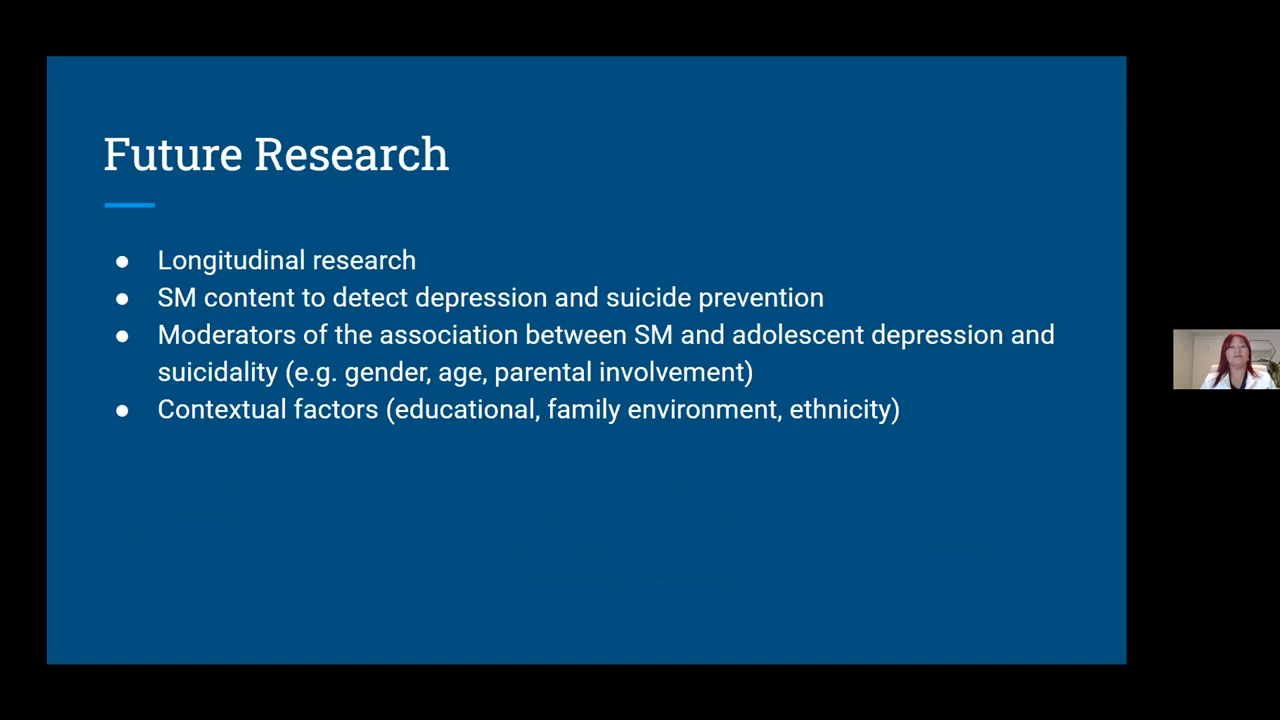 Future Research
● Longitudinal research
● SM content to detect depression and suicide prevention
● Moderators of the association between SM and adolescent depression and
suicidality (e.g. gender, age, parental involvement)
● Contextual factors (educational, family environment, ethnicity)